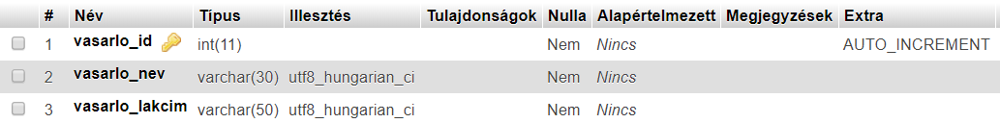 # Név Típus Illesztés Tulajdonságok Nulla Alapértelmezett Megjegyzések Extra
1 vasarlo_id int(11) Nem Nincs AUTO_INCREMENT
2 vasarlo_nev varchar(30) utf8_hungarian_ci Nem Nincs
3 vasarlo_lakcim varchar(50) utf8_hungarian_ci Nem Nincs